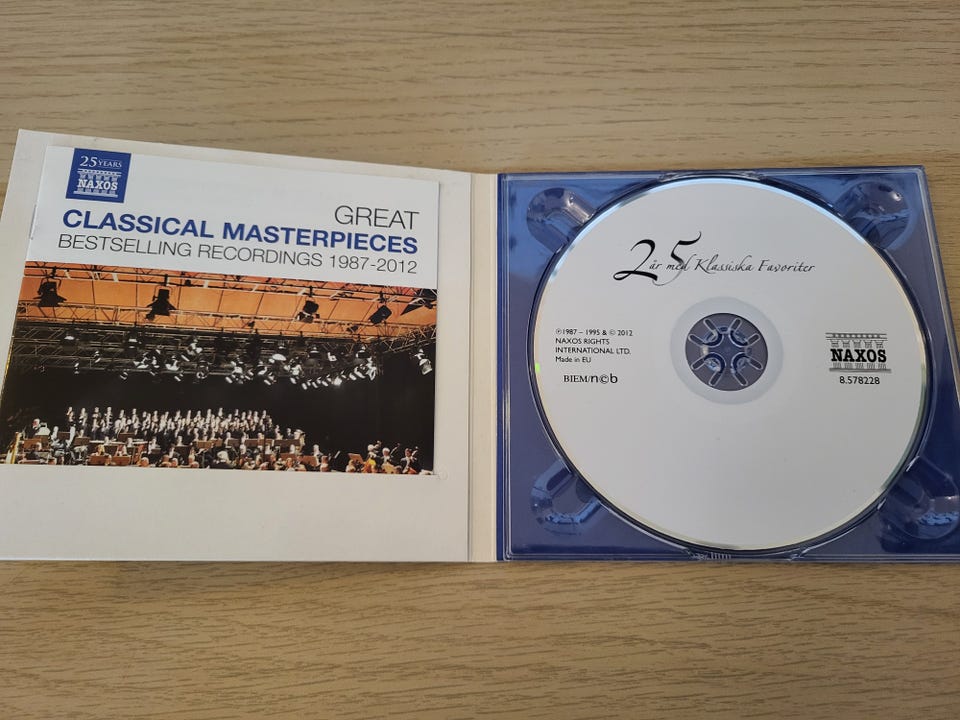 25 YEARS
NAXOS
GREAT
CLASSICAL MASTERPIECES
BESTSELLING RECORDINGS 1987-2012
25 år med Klassiska Favoriter
℗1987 – 1995 & © 2012
NAXOS RIGHTS
INTERNATIONAL LTD.
Made in EU
BIEM/n©b
NAXOS
8.578228